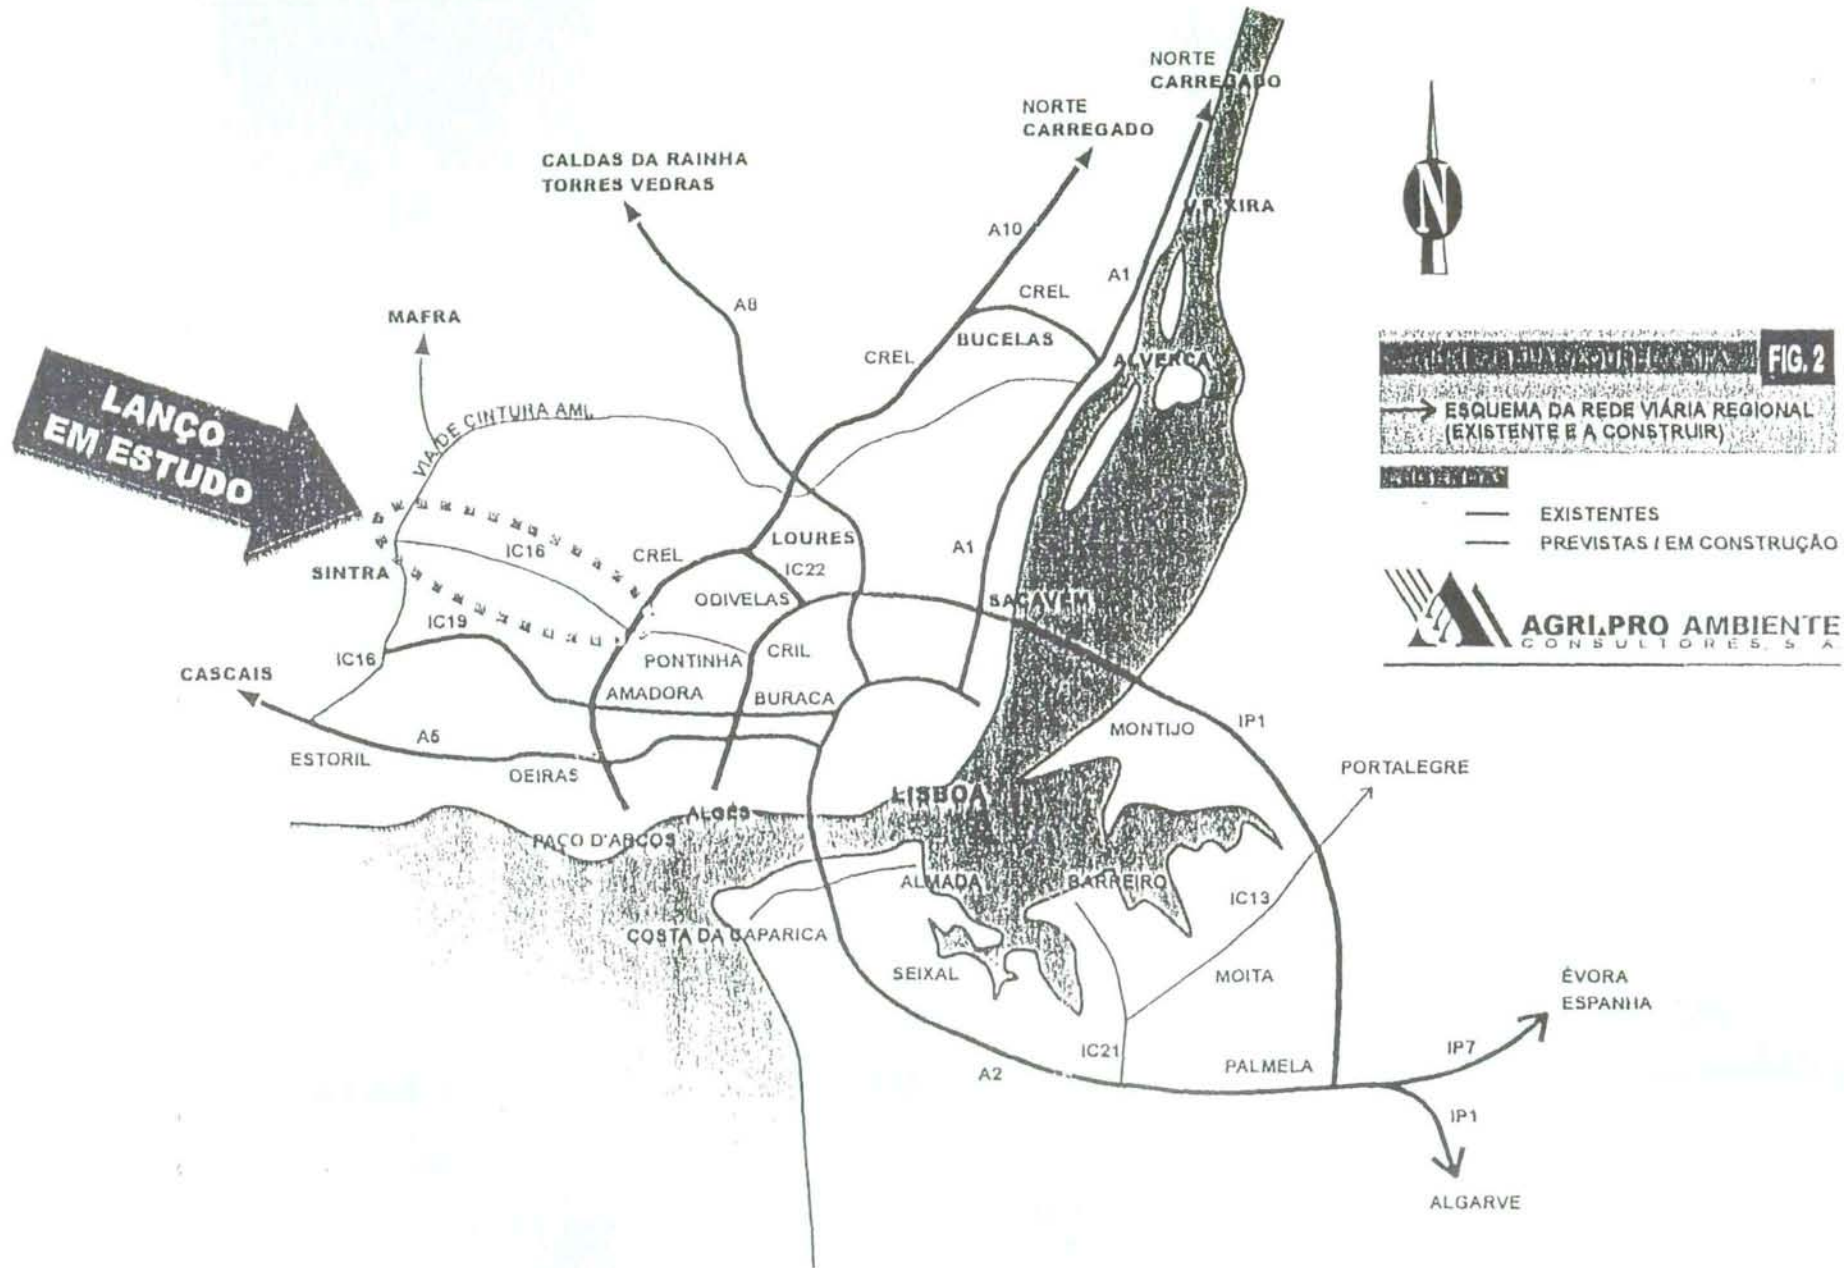 NORTE
CARREGADO
NORTE
CARREGADO
CALDAS DA RAINHA
TORRES VEDRAS
A10
V.F. XIRA
A1
CREL
A8
MAFRA
BUCELAS
CREL
ALVERCA
FIG. 2
ESQUEMA DA REDE VIÁRIA REGIONAL
(EXISTENTE E A CONSTRUIR)
LANÇO
EM ESTUDO
VIA DE CINTURA AML
EXISTENTES
PREVISTAS / EM CONSTRUÇÃO
LOURES
A1
IC16
CREL
IC22
SINTRA
ODIVELAS
SACAVÉM
AGRI.PRO AMBIENTE
CONSULTORES, S.A.
IC19
IC16
PONTINHA
CRIL
CASCAIS
AMADORA
BURACA
IP1
MONTIJO
A5
ESTORIL
OEIRAS
PORTALEGRE
LISBOA
ALGÉS
PAÇO D'ARCOS
ALMADA
BARREIRO
IC13
COSTA DA CAPARICA
SEIXAL
MOITA
ÉVORA
ESPANHA
IC21
IP7
A2
PALMELA
IP1
ALGARVE